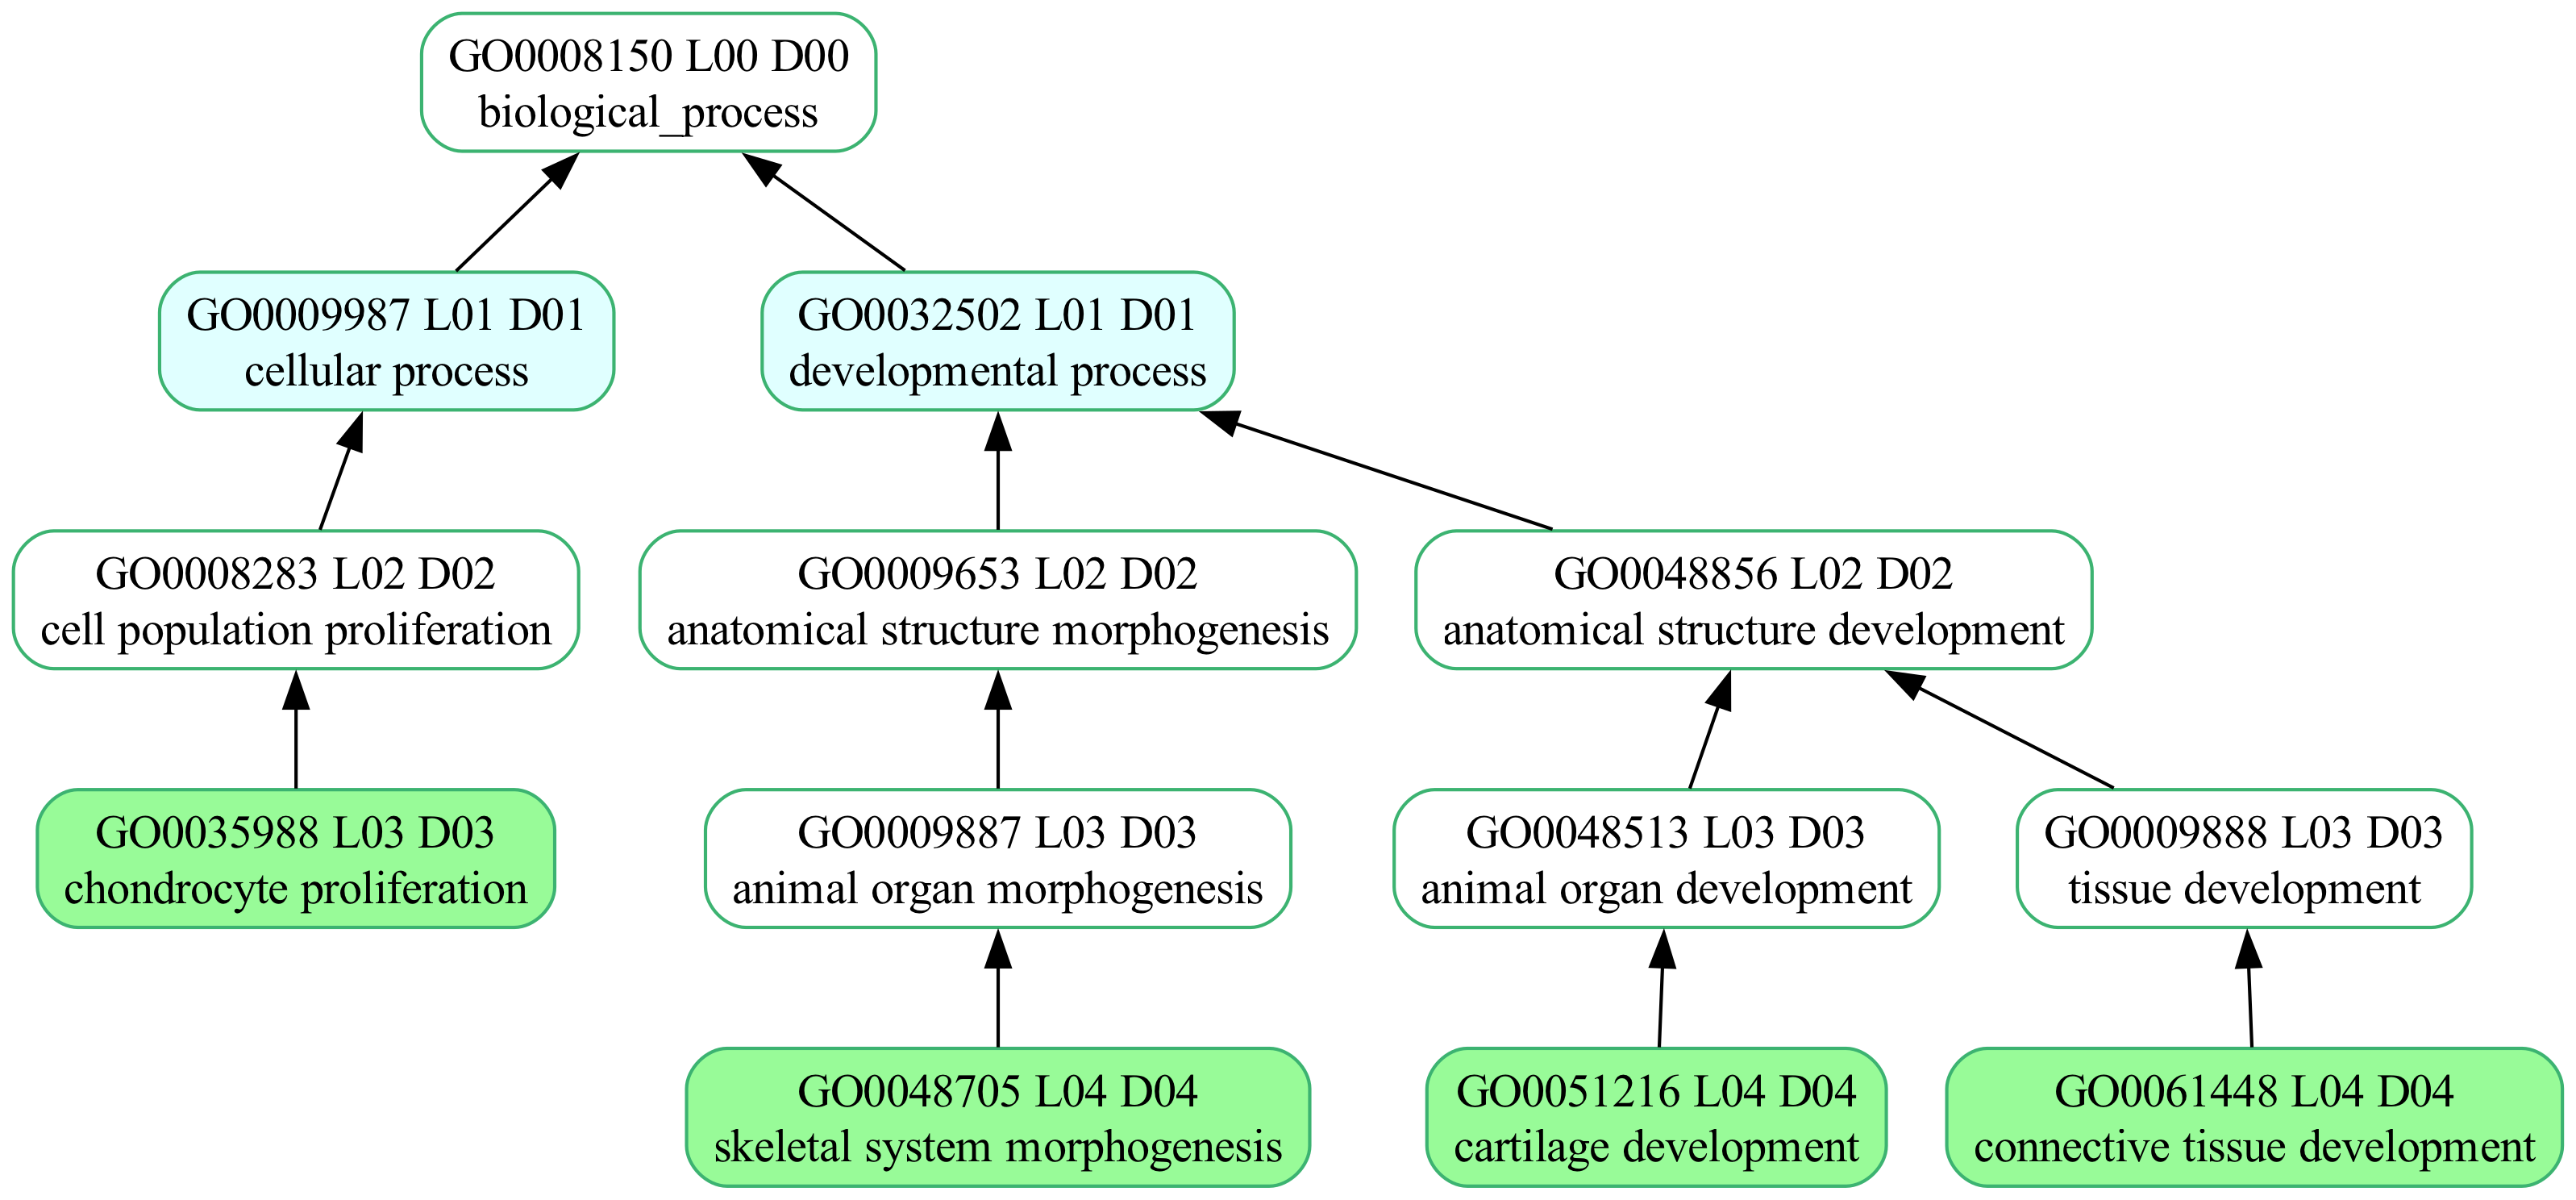 GO0008150 L00 D00
biological_process
GO0009987 L01 D01
cellular process
GO0032502 L01 D01
developmental process
GO0008283 L02 D02
cell population proliferation
GO0009653 L02 D02
anatomical structure morphogenesis
GO0048856 L02 D02
anatomical structure development
GO0035988 L03 D03
chondrocyte proliferation
GO0009887 L03 D03
animal organ morphogenesis
GO0048513 L03 D03
animal organ development
GO0009888 L03 D03
tissue development
GO0048705 L04 D04
skeletal system morphogenesis
GO0051216 L04 D04
cartilage development
GO0061448 L04 D04
connective tissue development